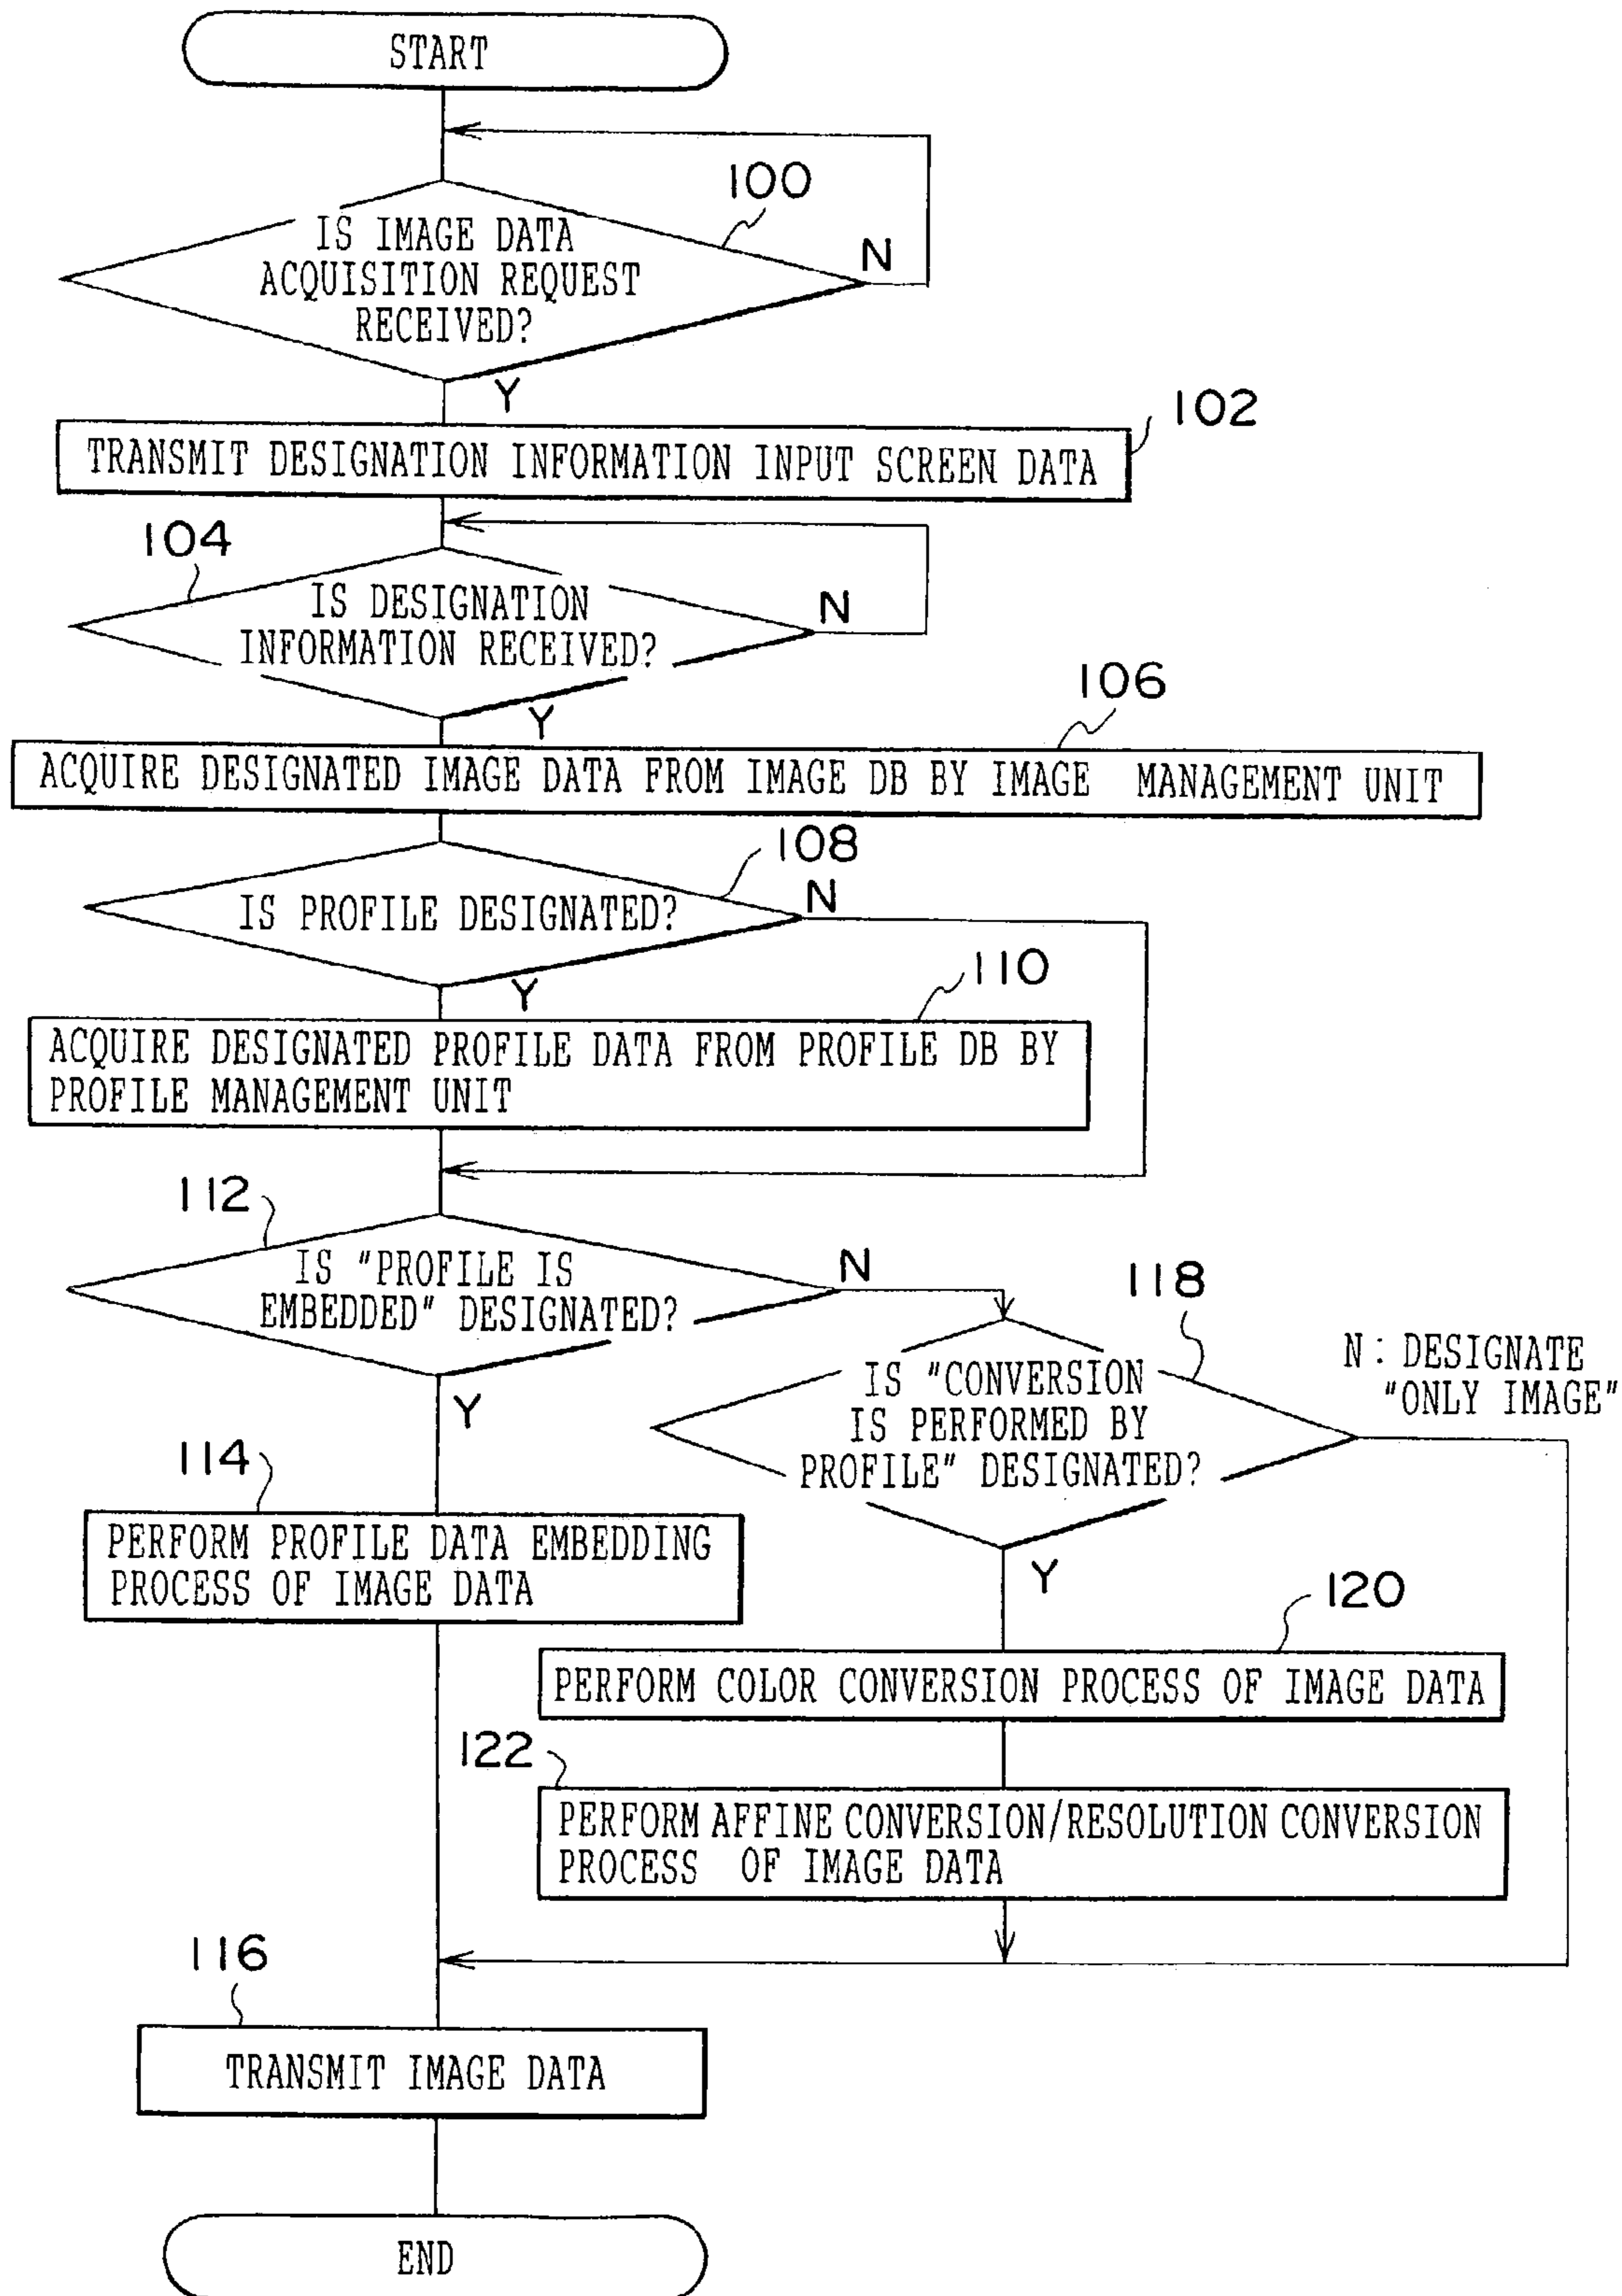 START
100
IS IMAGE DATA
ACQUISITION REQUEST
RECEIVED?
N
Y
102
TRANSMIT DESIGNATION INFORMATION INPUT SCREEN DATA
104
IS DESIGNATION
INFORMATION RECEIVED?
N
Y
106
ACQUIRE DESIGNATED IMAGE DATA FROM IMAGE DB BY IMAGE MANAGEMENT UNIT
108
IS PROFILE DESIGNATED?
N
Y
110
ACQUIRE DESIGNATED PROFILE DATA FROM PROFILE DB BY
PROFILE MANAGEMENT UNIT
112
IS "PROFILE IS
EMBEDDED" DESIGNATED?
N
Y
118
IS "CONVERSION
IS PERFORMED BY
PROFILE" DESIGNATED?
N : DESIGNATE
"ONLY IMAGE"
Y
114
PERFORM PROFILE DATA EMBEDDING
PROCESS OF IMAGE DATA
120
PERFORM COLOR CONVERSION PROCESS OF IMAGE DATA
122
PERFORM AFFINE CONVERSION/RESOLUTION CONVERSION
PROCESS OF IMAGE DATA
116
TRANSMIT IMAGE DATA
END